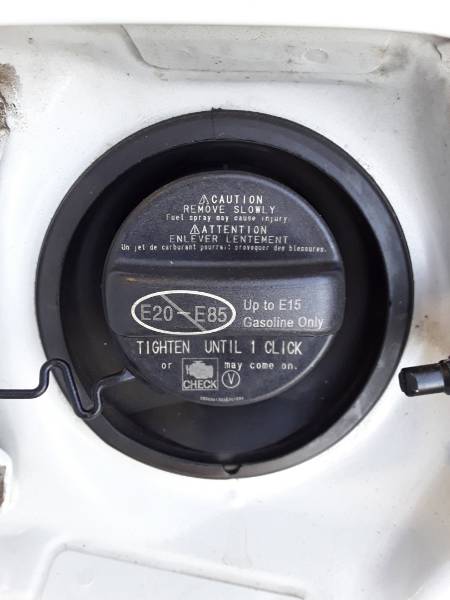 ⚠CAUTION
REMOVE SLOWLY
Fuel spray may cause injury.
⚠ATTENTION
ENLEVER LENTEMENT
Un jet de carburant pourrait provoquer des blessures.
E20-E85
Up to E15
Gasoline Only
TIGHTEN UNTIL 1 CLICK
or CHECK may come on. V